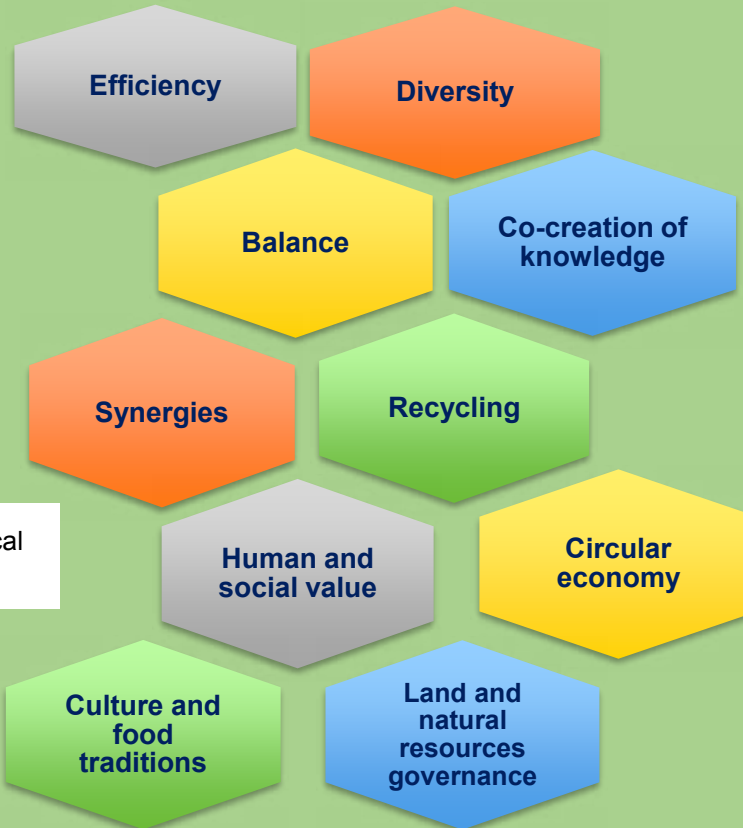 Efficiency
Diversity
Balance
Co-creation of
knowledge
Synergies
Recycling
Human and
social value
Circular
economy
Culture and
food
traditions
Land and
natural
resources
governance